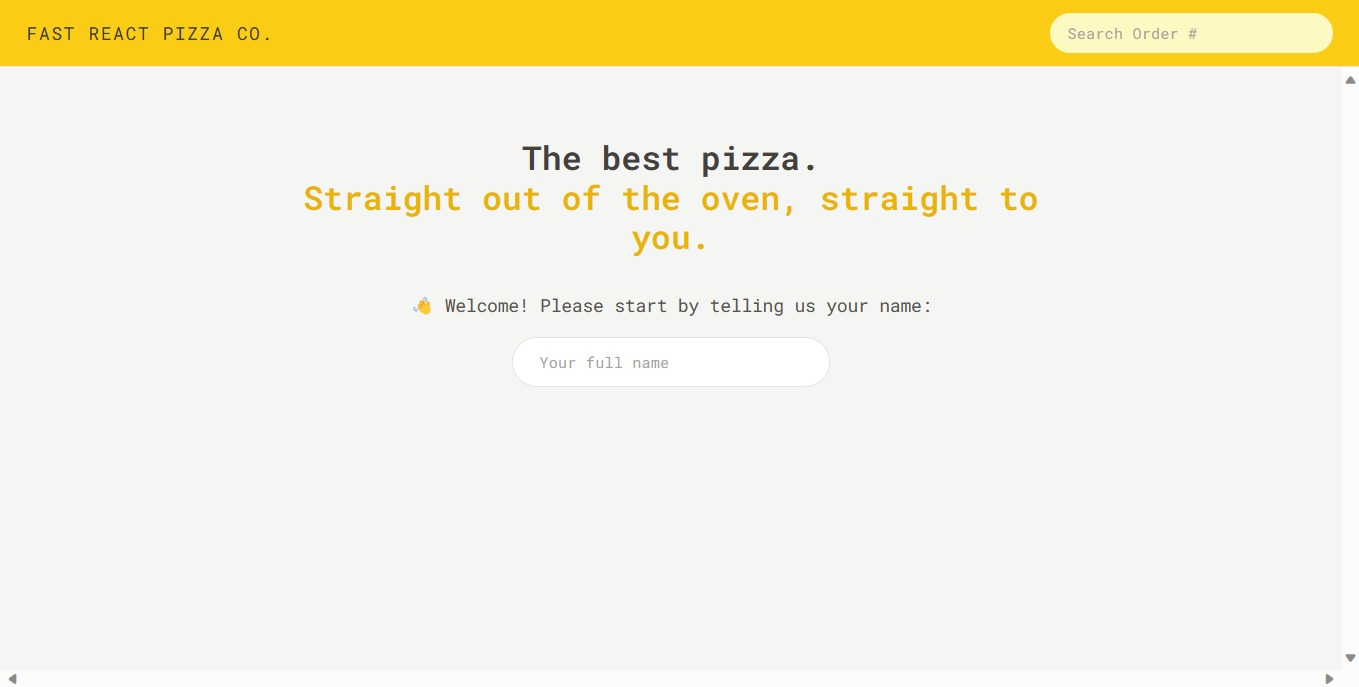 FAST REACT PIZZA CO.
Search Order #
The best pizza.
Straight out of the oven, straight to
you.
👋 Welcome! Please start by telling us your name:
Your full name